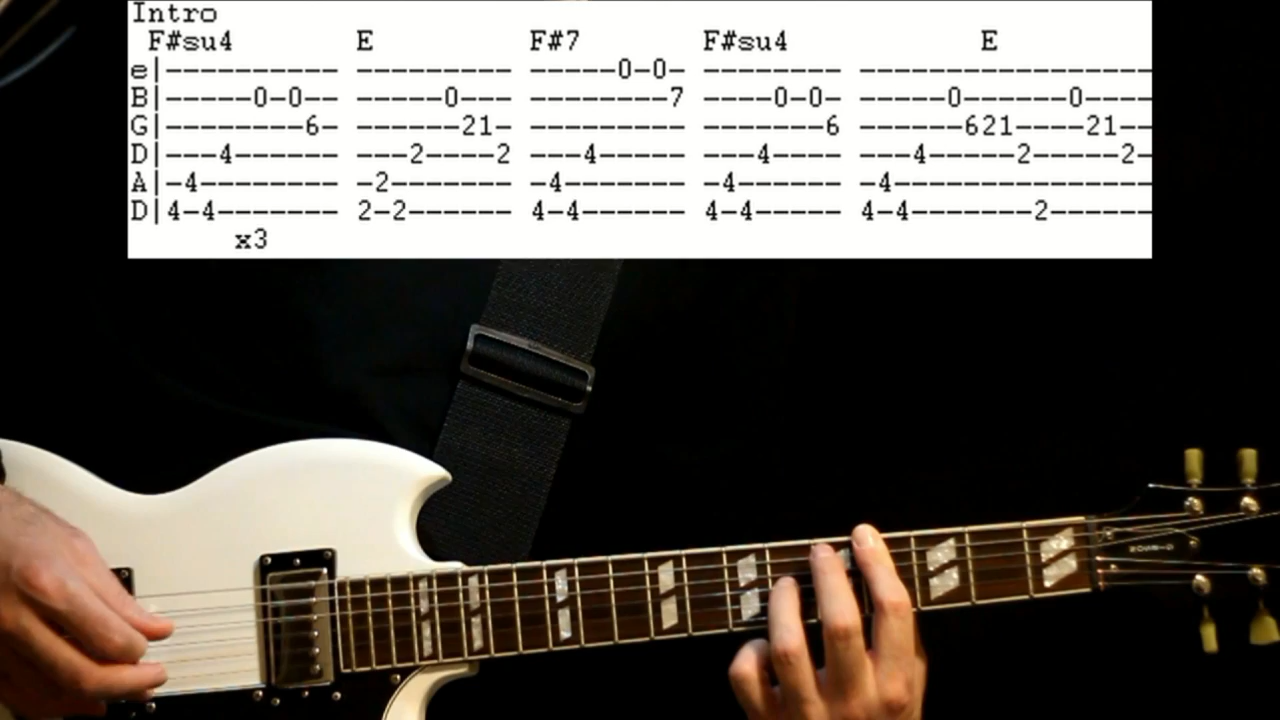 Intro
F#su4 E F#7 F#su4 E
e|---------- --------- ------0-0- -------- -----------------
B|-----0-0-- -----0--- ---------7 ----0-0- -----0------0----
G|--------6- ------21- ---------- -------6 ------621----21--
D|---4------ ---2----2 ---4------ ---4---- ---4-----2-----2-
A|-4-------- -2------- -4-------- -4------ -4---------------
D|4-4------- 2-2------ 4-4------- 4-4----- 4-4-------2------
x3